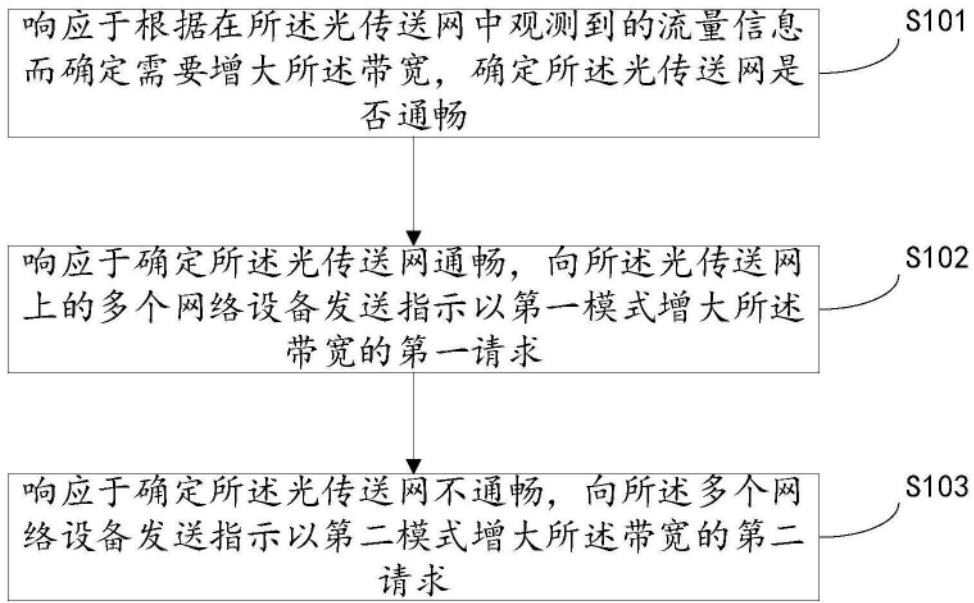 响应于根据在所述光传送网中观测到的流量信息
而确定需要增大所述带宽，确定所述光传送网是
否通畅
S101
响应于确定所述光传送网通畅，向所述光传送网
上的多个网络设备发送指示以第一模式增大所述
带宽的第一请求
S102
响应于确定所述光传送网不通畅，向所述多个网
络设备发送指示以第二模式增大所述带宽的第二
请求
S103